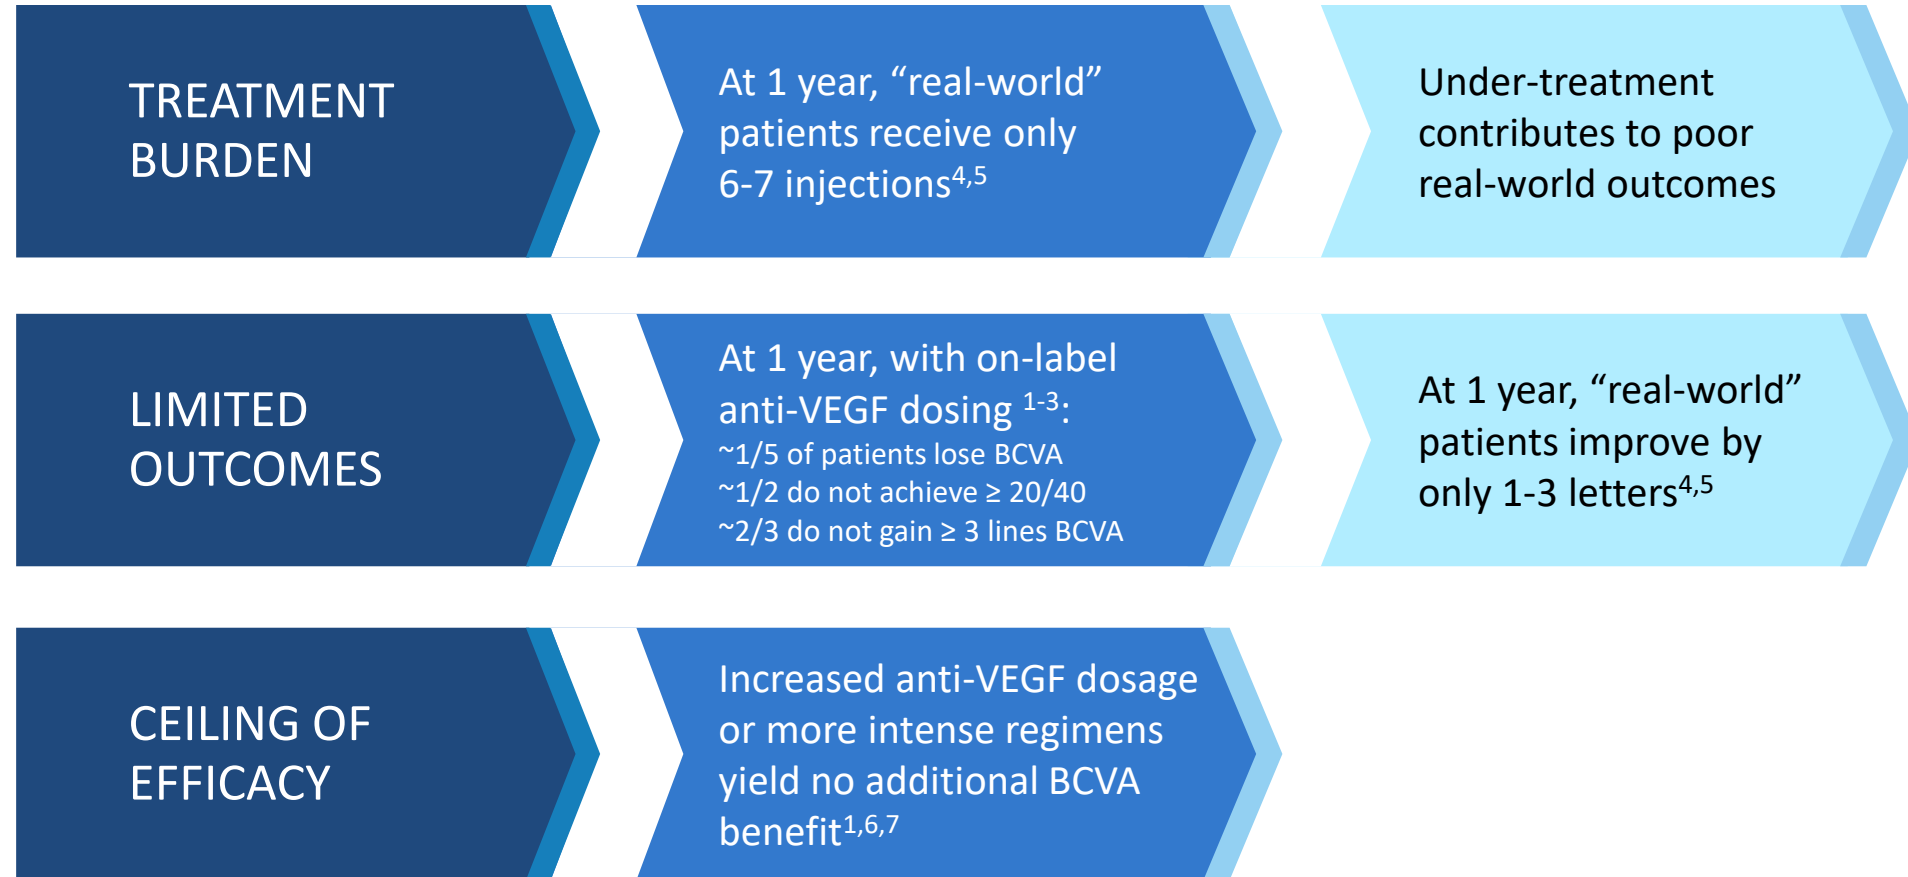 TREATMENT
BURDEN
At 1 year, “real-world”
patients receive only
6-7 injections4,5
Under-treatment
contributes to poor
real-world outcomes
LIMITED
OUTCOMES
At 1 year, with on-label
anti-VEGF dosing 1-3:
~1/5 of patients lose BCVA
~1/2 do not achieve ≥ 20/40
~2/3 do not gain ≥ 3 lines BCVA
At 1 year, “real-world”
patients improve by
only 1-3 letters4,5
CEILING OF
EFFICACY
Increased anti-VEGF dosage
or more intense regimens
yield no additional BCVA
benefit1,6,7